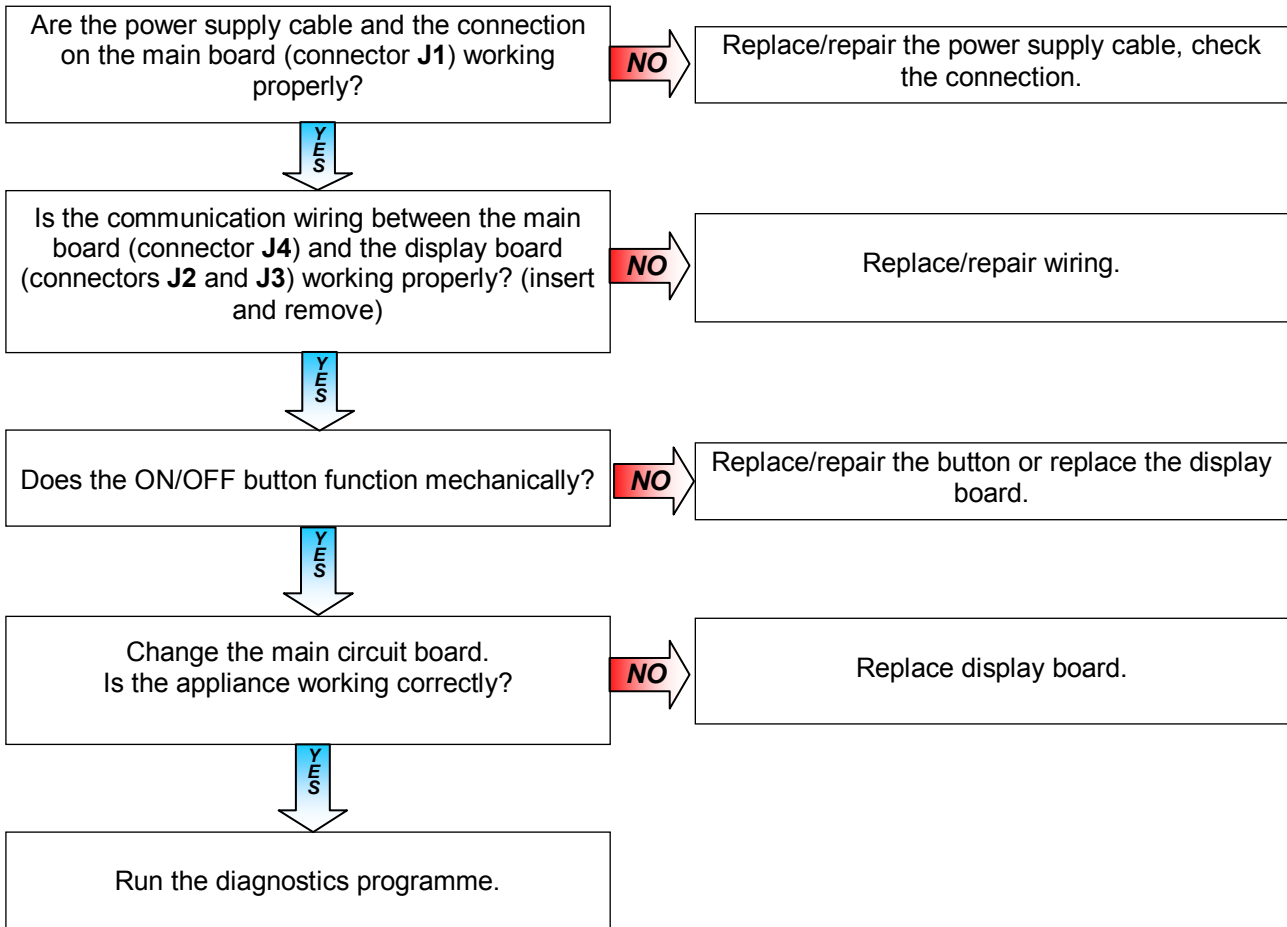 Are the power supply cable and the connection
on the main board (connector J1) working
properly?
NO
Replace/repair the power supply cable, check
the connection.
YES
Is the communication wiring between the main
board (connector J4) and the display board
(connectors J2 and J3) working properly? (insert
and remove)
NO
Replace/repair wiring.
YES
Does the ON/OFF button function mechanically?
NO
Replace/repair the button or replace the display
board.
YES
Change the main circuit board.
Is the appliance working correctly?
NO
Replace display board.
YES
Run the diagnostics programme.